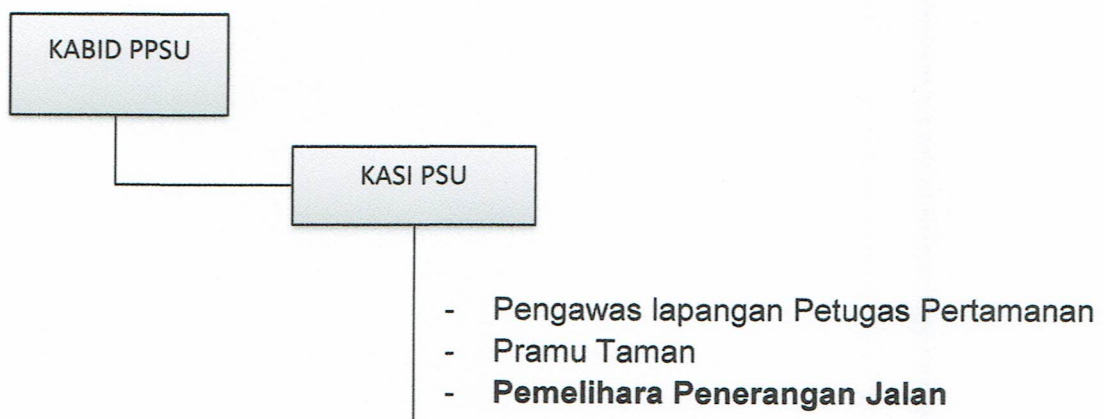 KABID PPSU
KASI PSU
- Pengawas lapangan Petugas Pertamanan
- Pramu Taman
- Pemelihara Penerangan Jalan